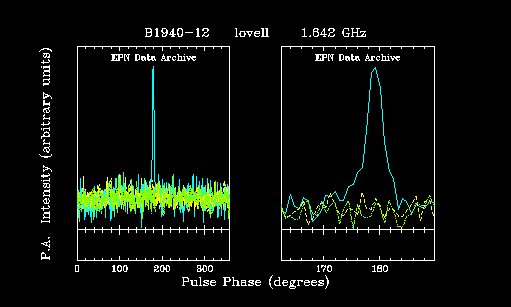 B1940-12 lovell 1.642 GHz
EPN Data Archive EPN Data Archive
P.A. Intensity (arbitrary units)
0 100 200 300 170 180
Pulse Phase (degrees)